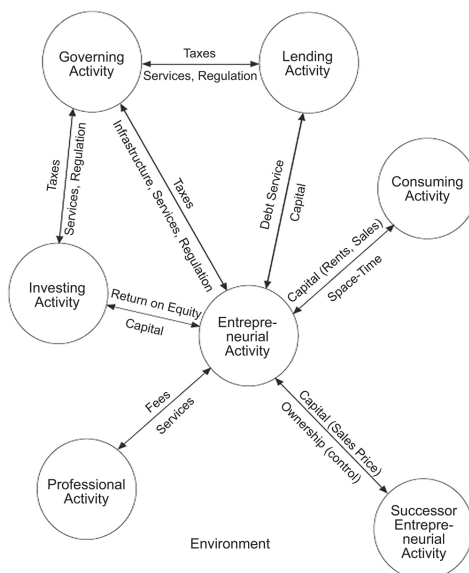 Governing
Activity
Taxes
Services, Regulation
Lending
Activity
Taxes
Services, Regulation
Taxes
Infrastructure, Services, Regulation
Debt Service
Capital
Consuming
Activity
Capital (Rents, Sales)
Space-Time
Investing
Activity
Return on Equity
Capital
Entrepre-
neurial
Activity
Fees
Services
Capital (Sales Price)
Ownership (control)
Professional
Activity
Successor
Entrepre-
neurial
Activity
Environment